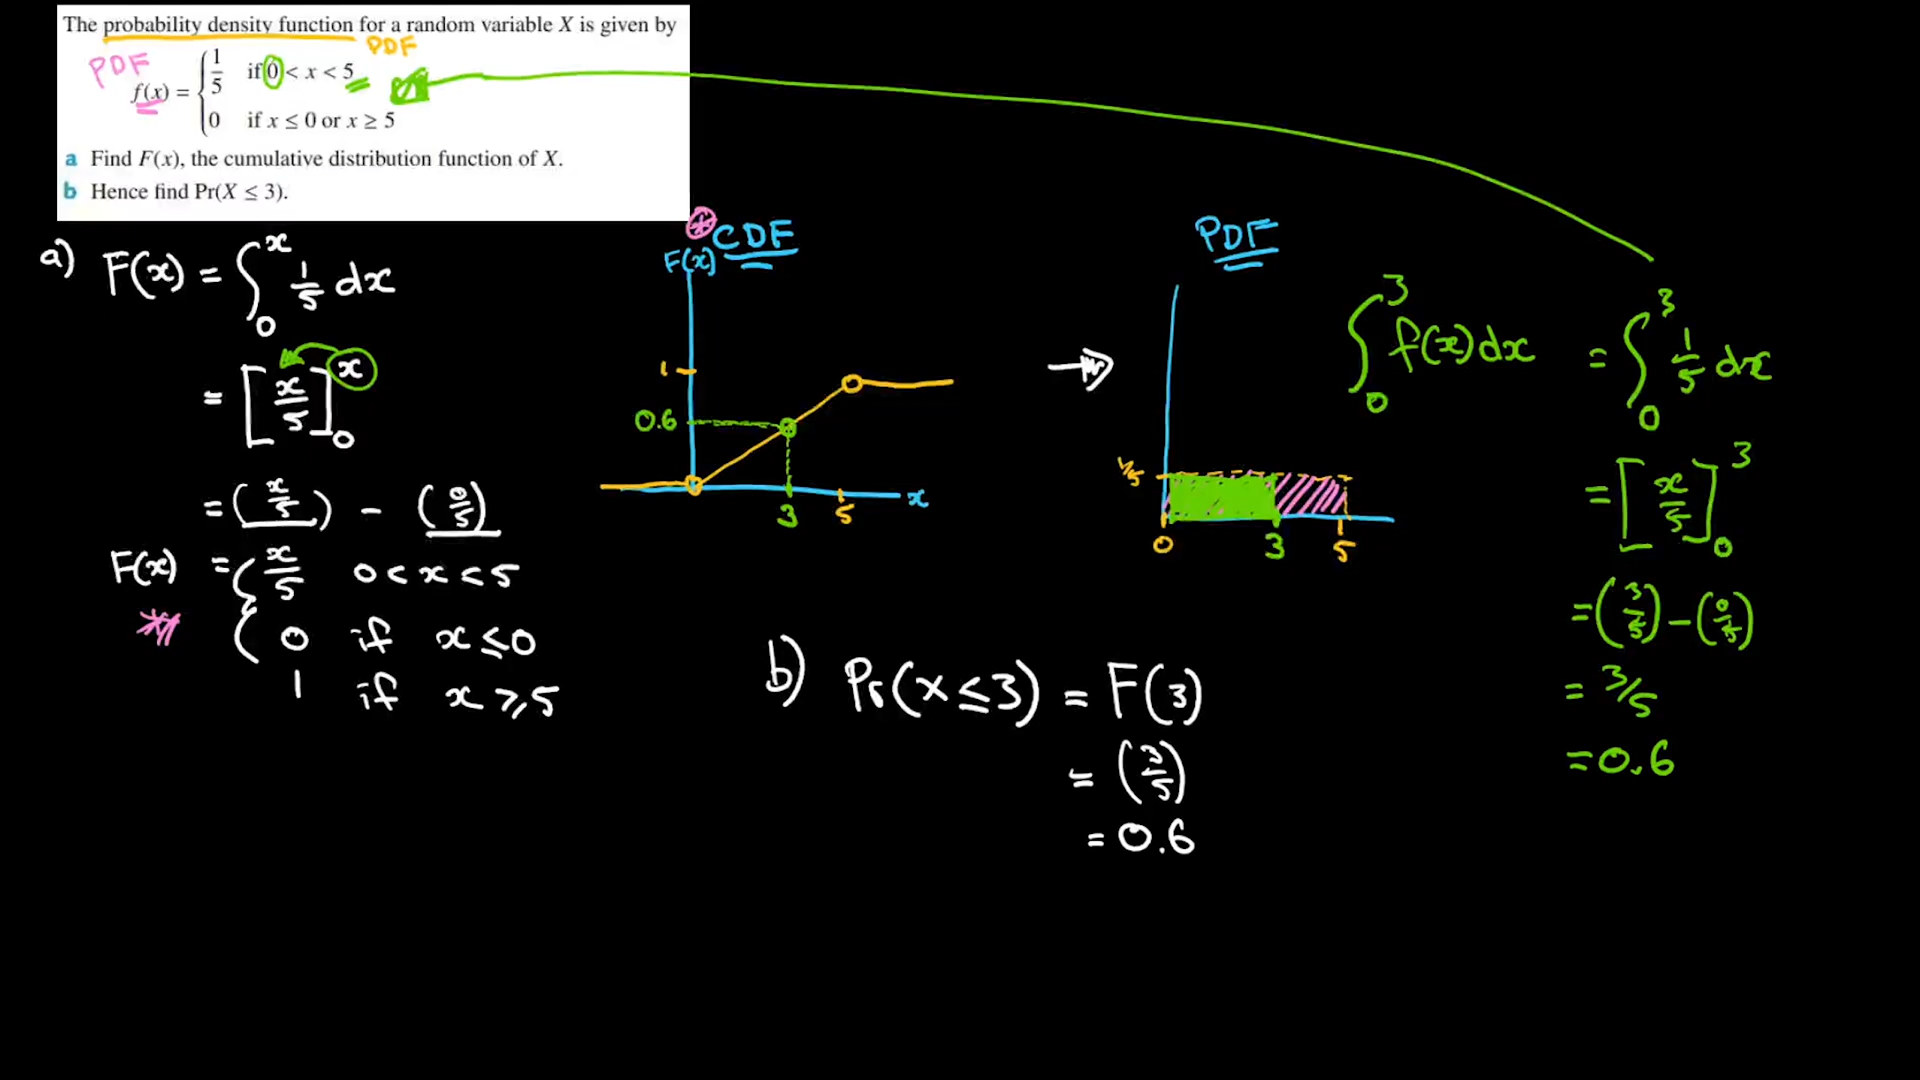 The probability density function for a random variable X is given by
PDF
PDF
f(x) = { 1/5 if 0 < x < 5
0 if x ≤ 0 or x ≥ 5
a Find F(x), the cumulative distribution function of X.
b Hence find Pr(X ≤ 3).
a) F(x) = ∫₀ˣ 1/5 dx
= [x/5]₀ˣ
= (x/5) - (0/5)
F(x) = { x/5 0 < x < 5
0 if x ≤ 0
1 if x ≥ 5
CDF
F(x)
1
0.6
3
5
x
PDF
1/5
0
3
5
∫₀³ f(x) dx = ∫₀³ 1/5 dx
= [x/5]₀³
= (3/5) - (0/5)
= 3/5
= 0.6
b) Pr(X ≤ 3) = F(3)
= (3/5)
= 0.6